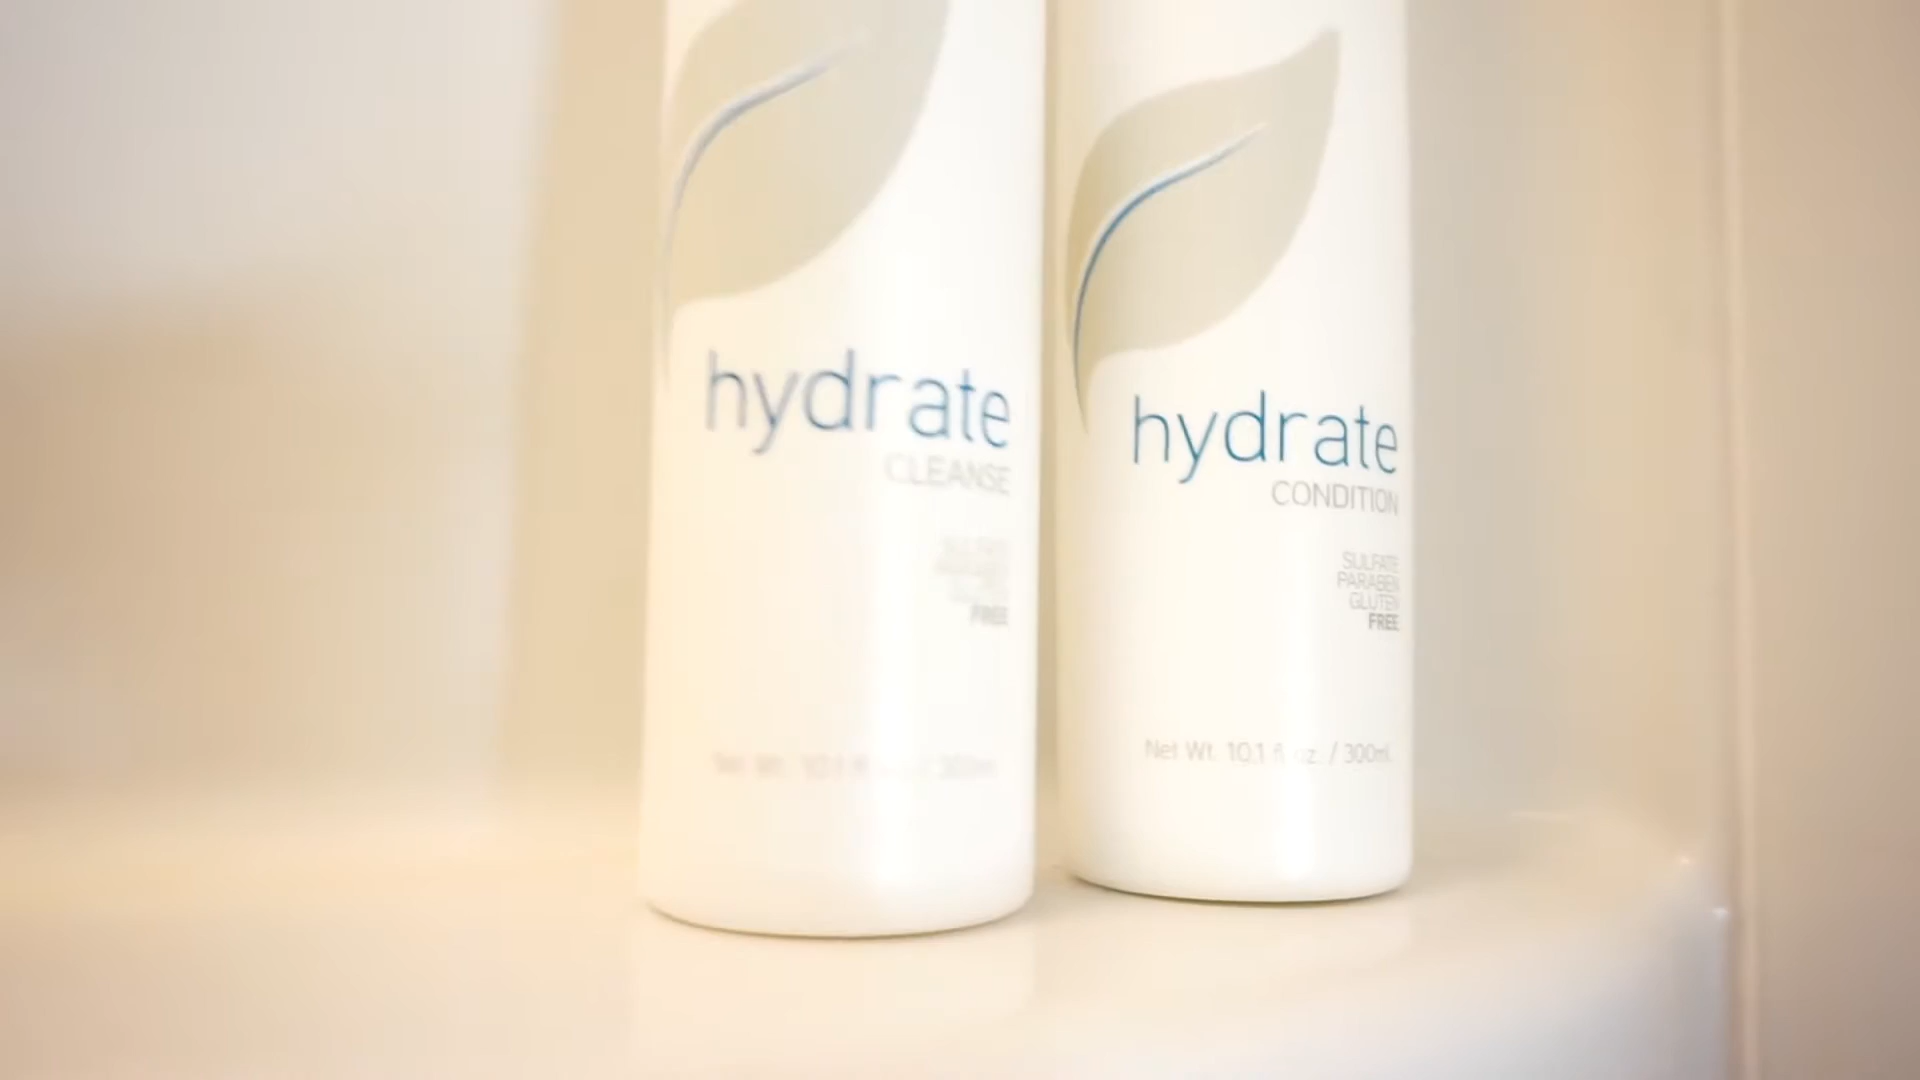 hydrate
CLEANSE
FREE
hydrate
CONDITION
SULFATE
PARABEN
GLUTEN
FREE
Net Wt. 10.1 fl. oz. / 300ml.